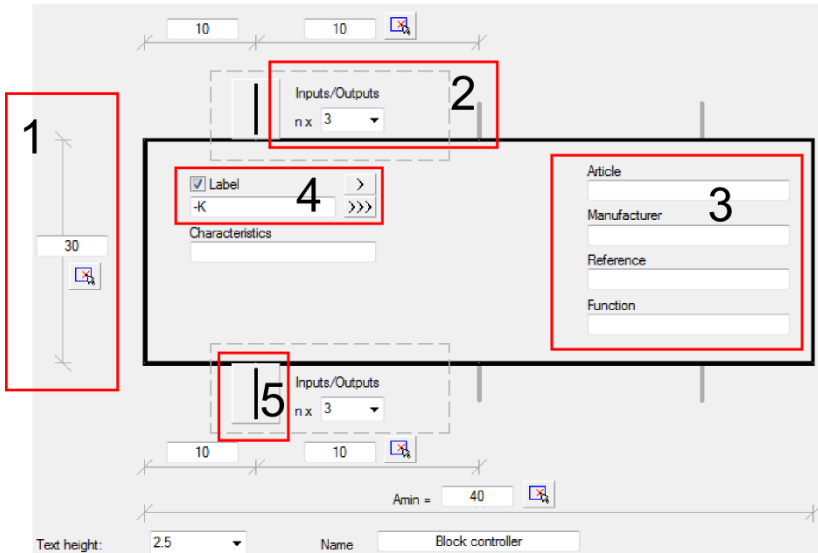 10 10
2
Inputs/Outputs
n x 3
1
Label >
4
-K >>>
Characteristics
Article
3
Manufacturer
Reference
Function
30
5
Inputs/Outputs
n x 3
10 10
Amin = 40
Text height: 2.5 Name Block controller